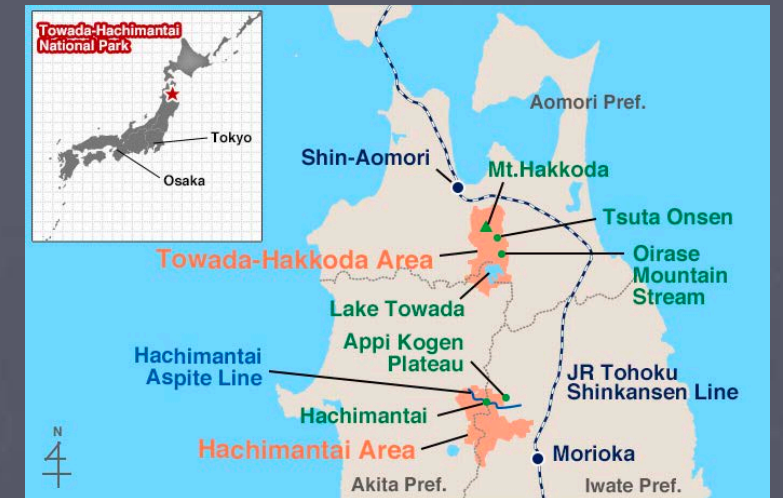 Towada-Hachimantai
National Park
Tokyo
Osaka
Aomori Pref.
Shin-Aomori
Mt.Hakkoda
Tsuta Onsen
Towada-Hakkoda Area
Oirase
Mountain
Stream
Lake Towada
Appi Kogen
Plateau
Hachimantai
Aspite Line
JR Tohoku
Shinkansen Line
Hachimantai
Hachimantai Area
Morioka
N
4
Akita Pref.
Iwate Pref.